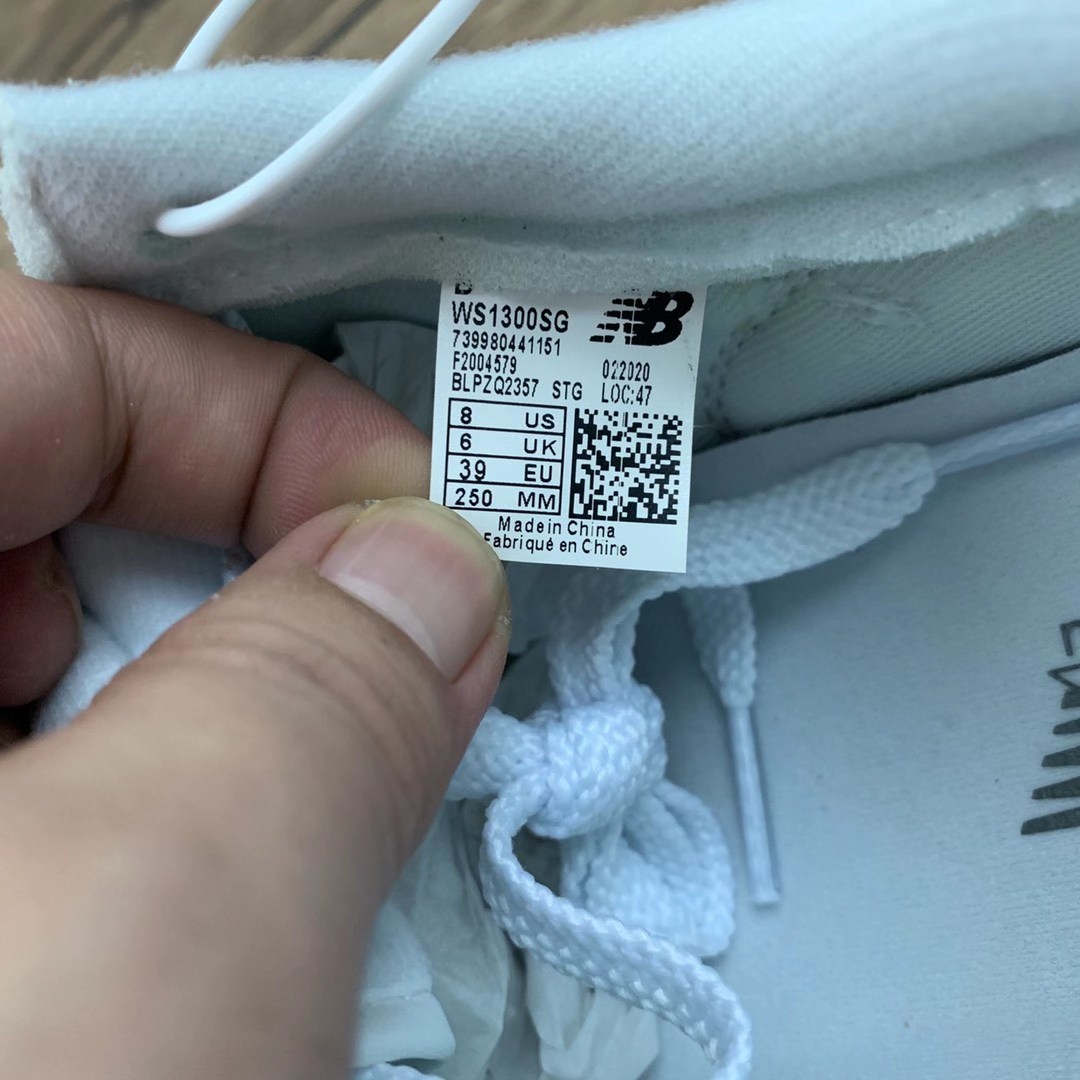 WS1300SG
739980441151
F2004579 022020
BLPZQ2357 STG LOC:47
8 US
6 UK
39 EU
250 MM
Made in China
Fabriqué en Chine